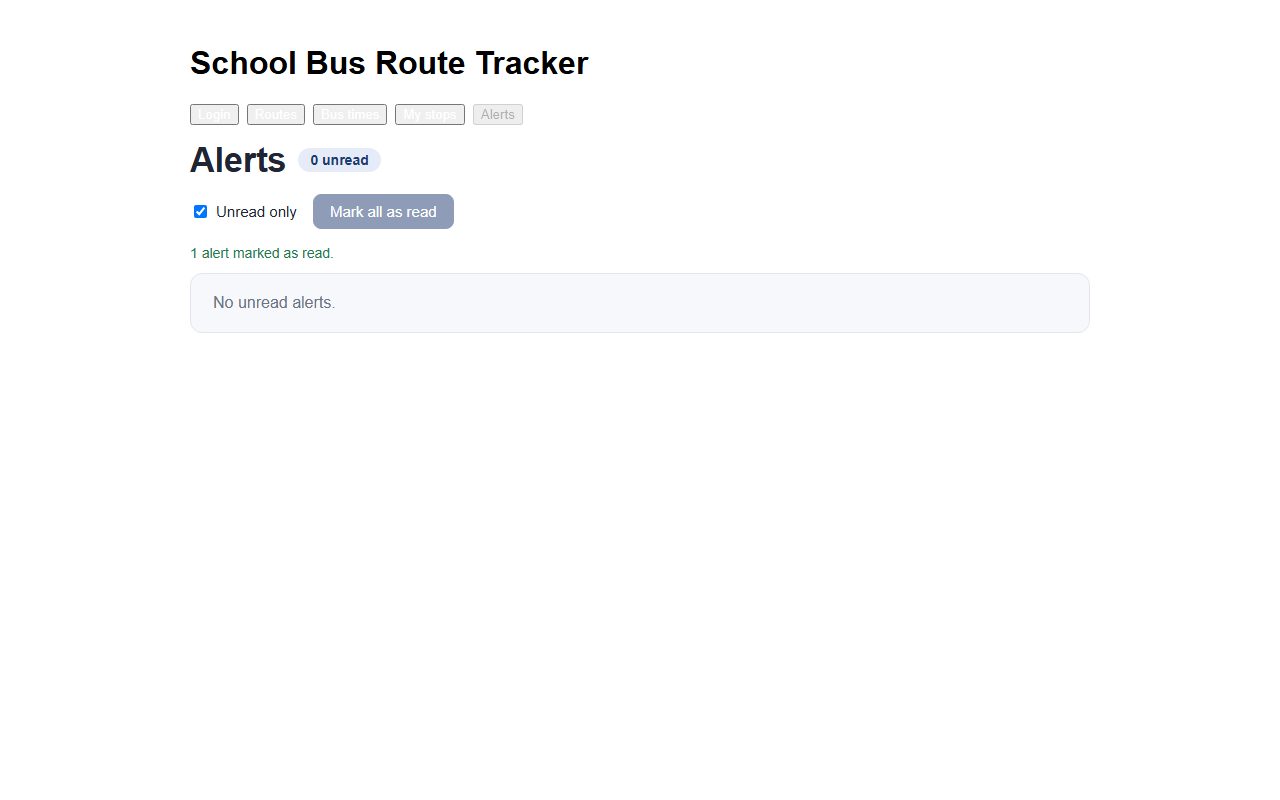 School Bus Route Tracker
Login Routes Bus times My stops Alerts
Alerts 0 unread
Unread only Mark all as read
1 alert marked as read.
No unread alerts.